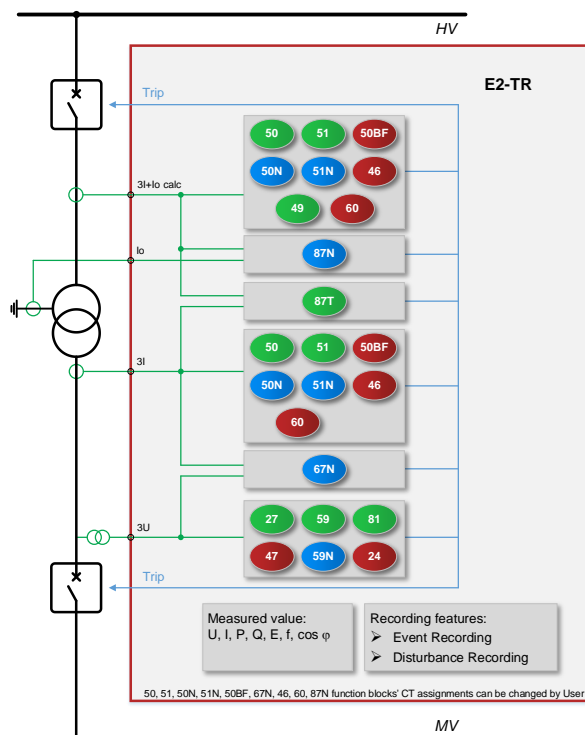 HV
E2-TR
Trip
50 51 50BF
3I+Io calc
50N 51N 46
49 60
Io
87N
87T
50 51 50BF
3I
50N 51N 46
60
67N
3U
27 59 81
47 59N 24
Trip
Measured value:
U, I, P, Q, E, f, cos φ
Recording features:
➢ Event Recording
➢ Disturbance Recording
50, 51, 50N, 51N, 50BF, 67N, 46, 60, 87N function blocks' CT assignments can be changed by User
MV